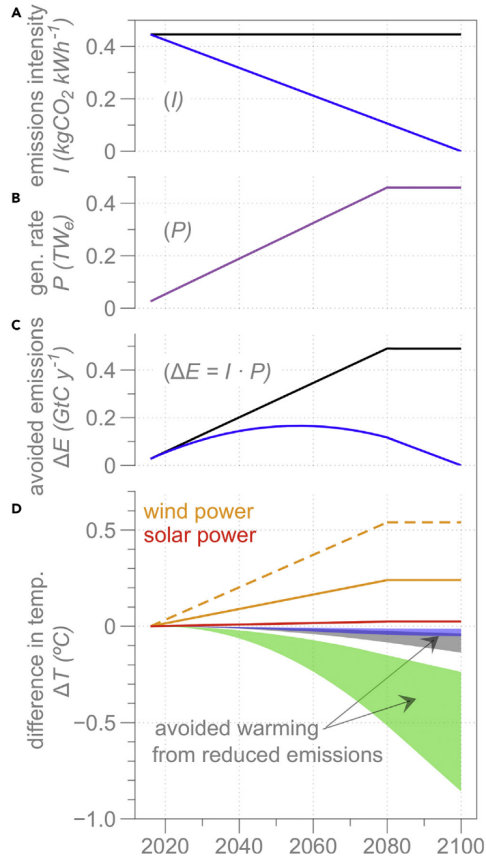 A
emissions intensity
I (kgCO₂ kWh⁻¹)
0.4
0.2
0
(I)
B
gen. rate
P (TWₑ)
0.4
0.2
0
(P)
C
avoided emissions
ΔE (GtC y⁻¹)
0.4
0.2
0
(ΔE = I · P)
D
difference in temp.
ΔT (ºC)
0.5
0
−0.5
−1.0
wind power
solar power
avoided warming
from reduced emissions
2020 2040 2060 2080 2100